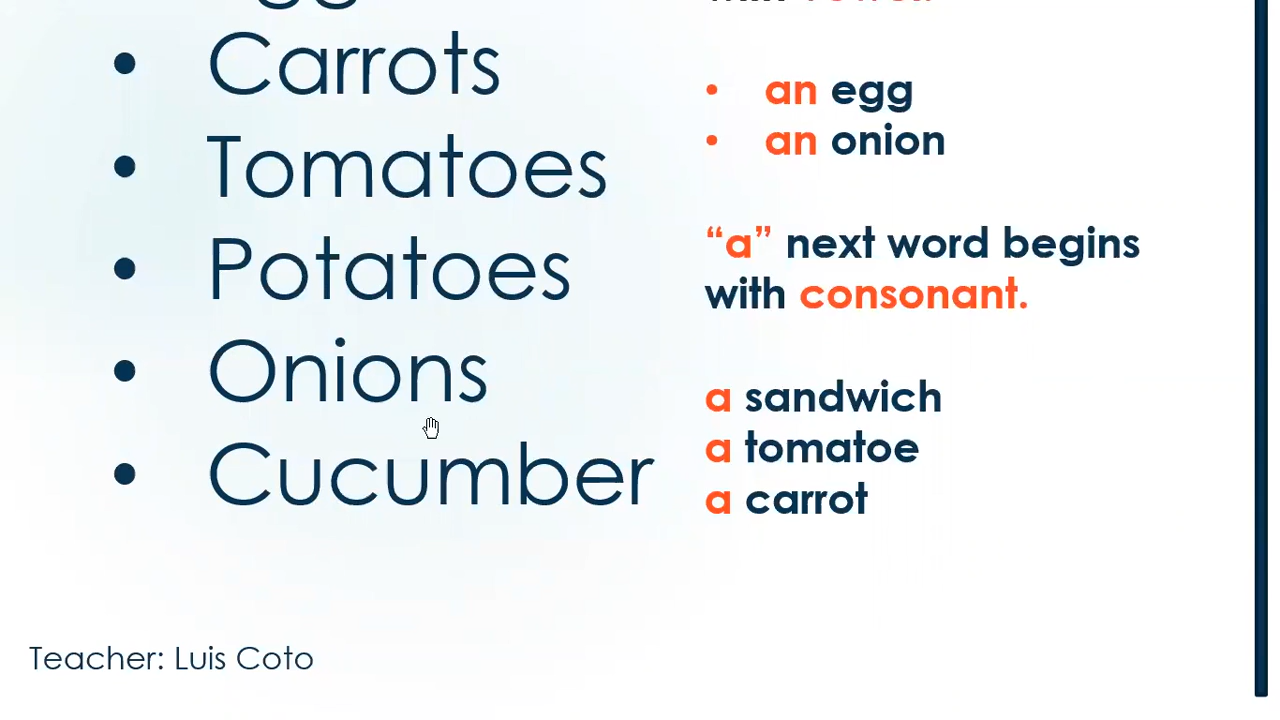 • Carrots
• Tomatoes
• Potatoes
• Onions
• Cucumber
• an egg
• an onion
“a” next word begins
with consonant.
a sandwich
a tomatoe
a carrot
Teacher: Luis Coto